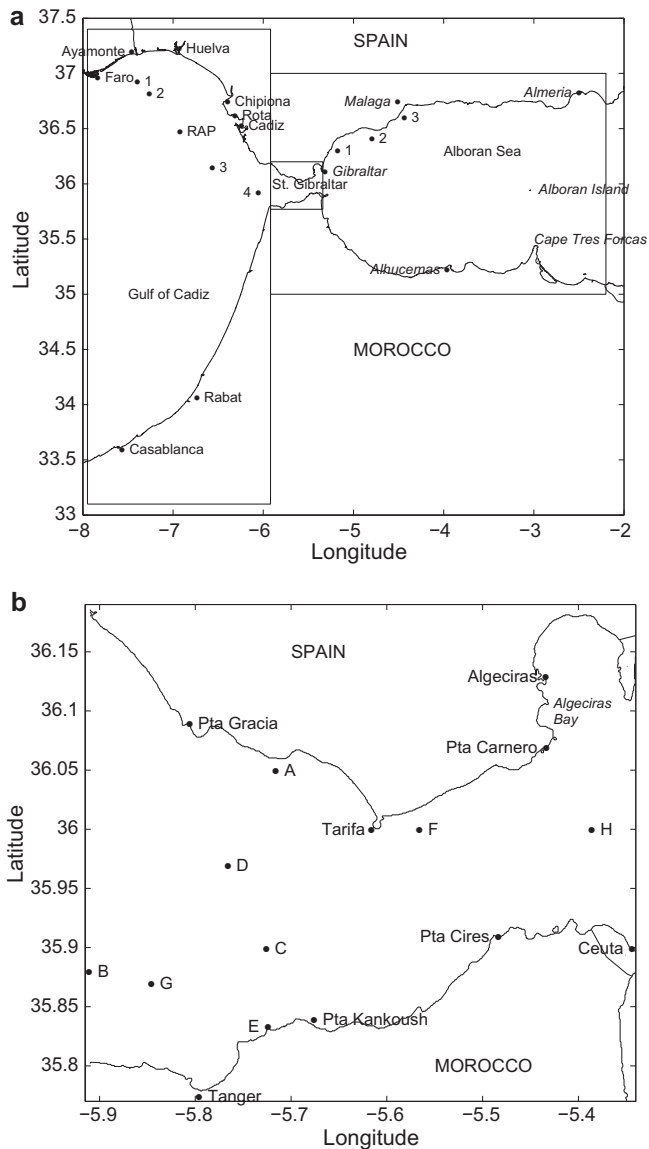 a
37.5
37
36.5
36
35.5
35
34.5
34
33.5
33
Latitude
SPAIN
Ayamonte
Huelva
Faro
1
2
Chipiona
Rota
Cadiz
RAP
3
4
St. Gibraltar
Gibraltar
Malaga
Almeria
3
2
1
Alboran Sea
Alboran Island
Cape Tres Forcas
Alhucemas
Gulf of Cadiz
MOROCCO
Rabat
Casablanca
−8
−7
−6
−5
−4
−3
−2
Longitude
b
36.15
36.1
36.05
36
35.95
35.9
35.85
35.8
Latitude
SPAIN
Algeciras
Algeciras
Bay
Pta Gracia
Pta Carnero
A
Tarifa
F
H
D
C
Pta Cires
Ceuta
B
G
E
Pta Kankoush
MOROCCO
Tanger
−5.9
−5.8
−5.7
−5.6
−5.5
−5.4
Longitude